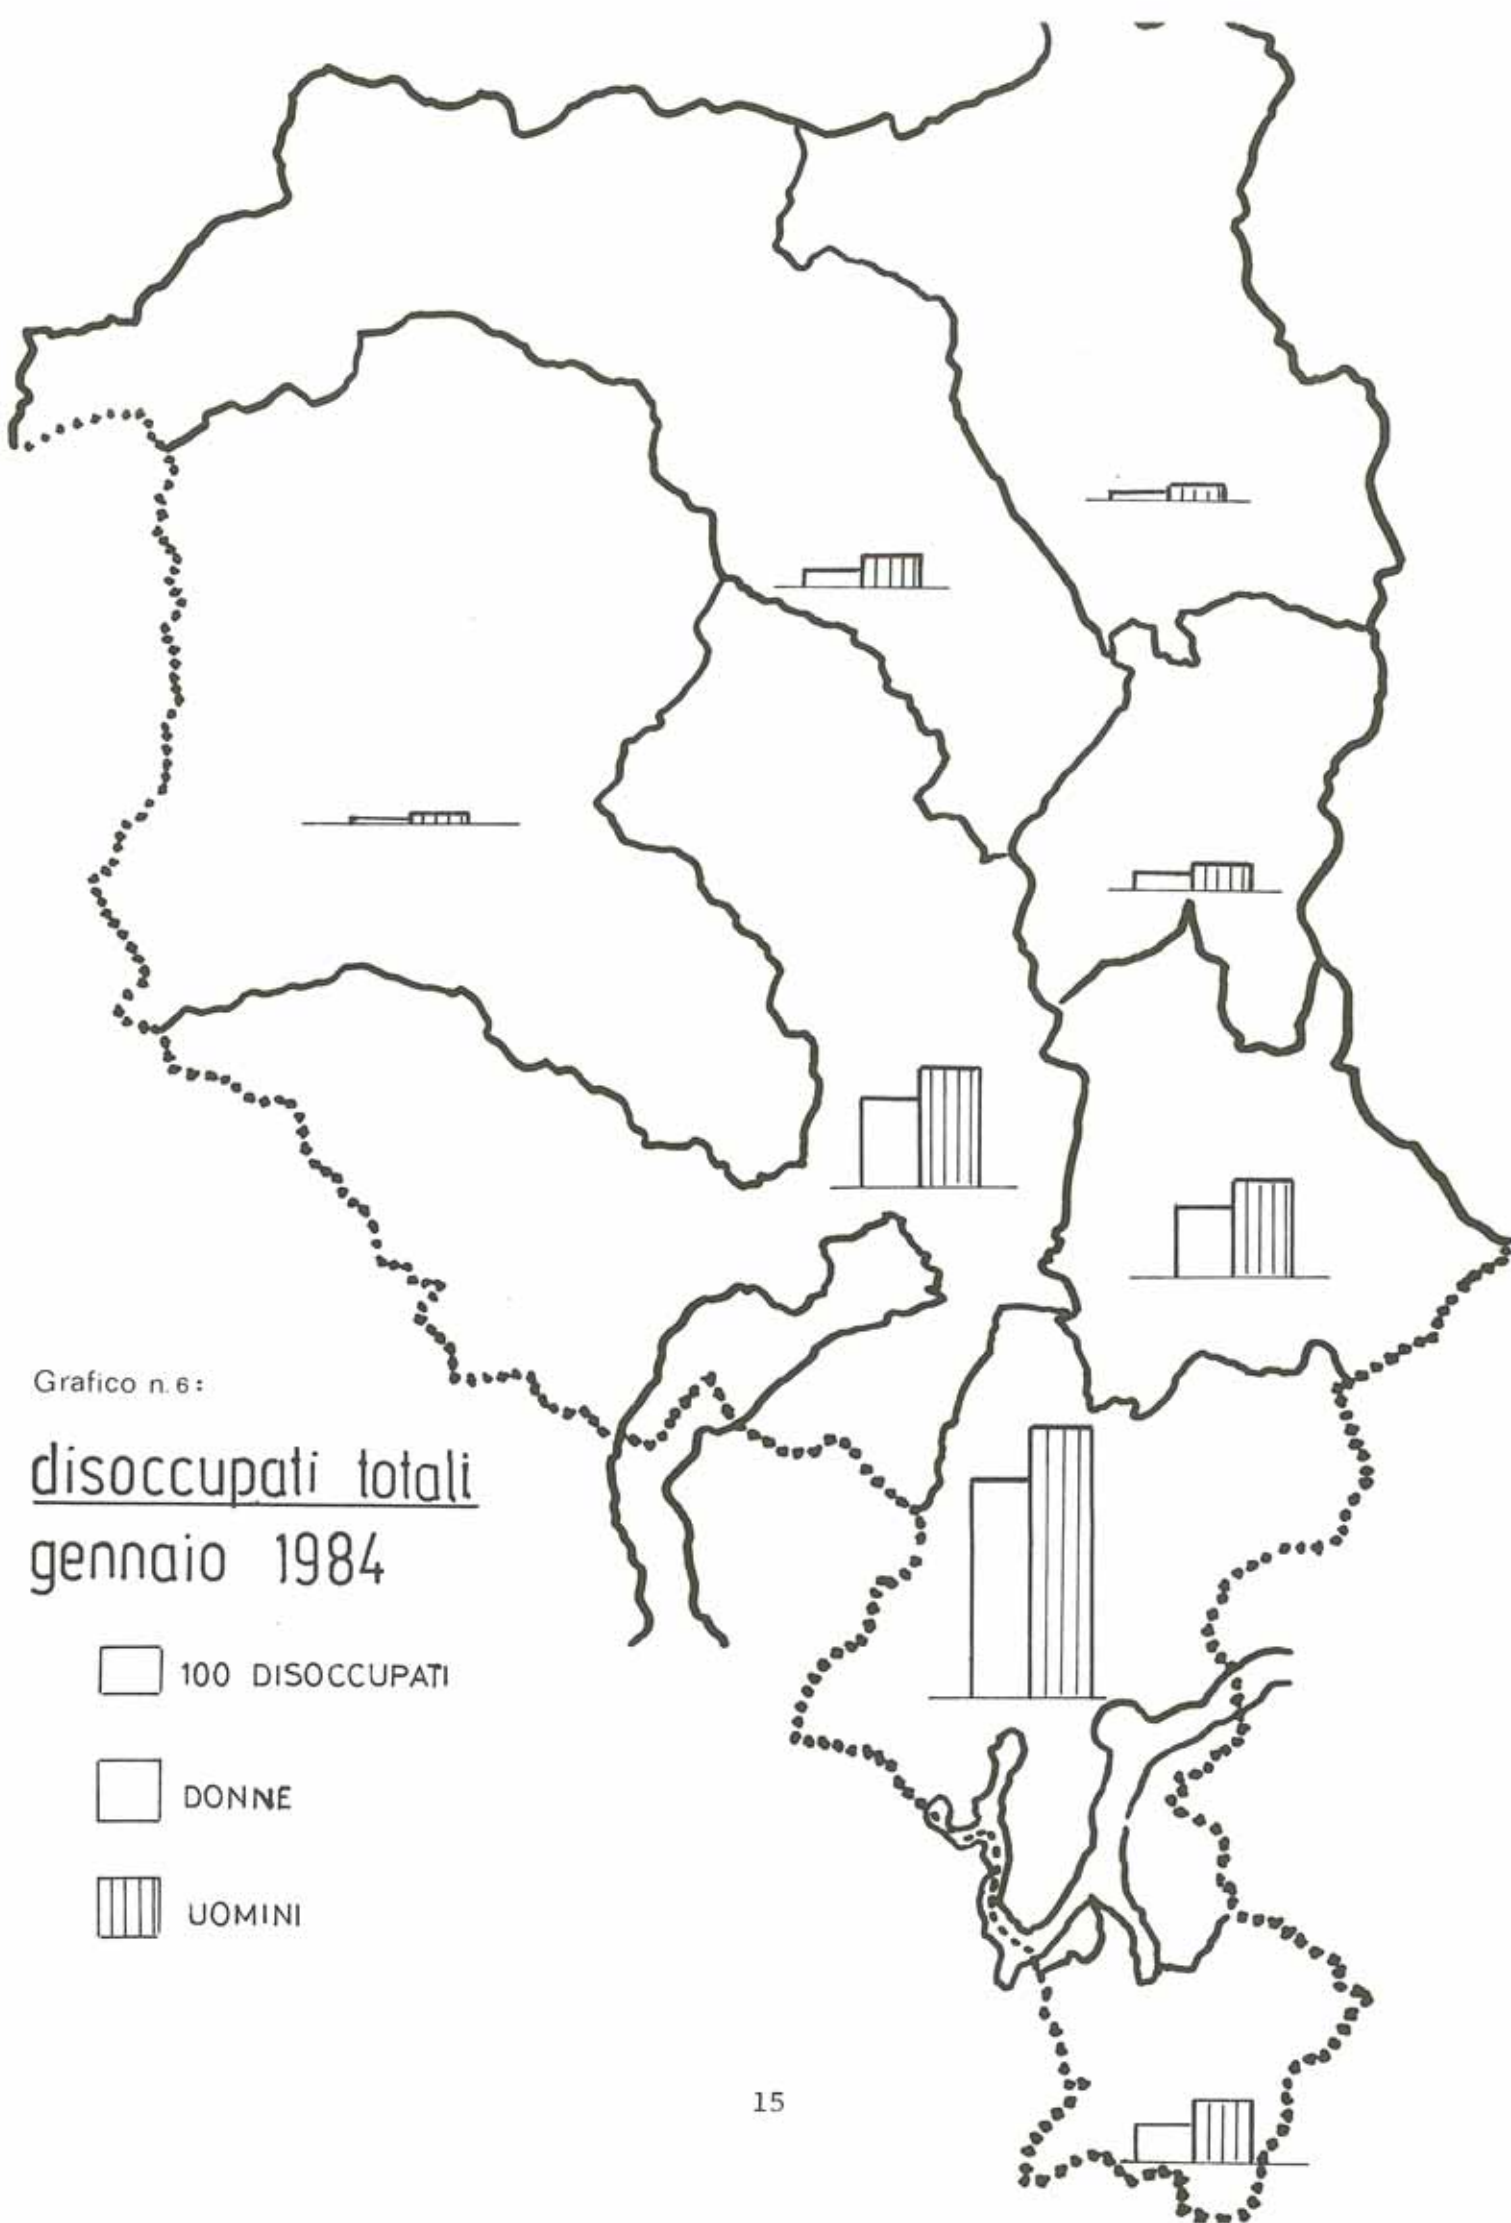 Grafico n.6:
disoccupati totali
gennaio 1984
100 DISOCCUPATI
DONNE
UOMINI
15